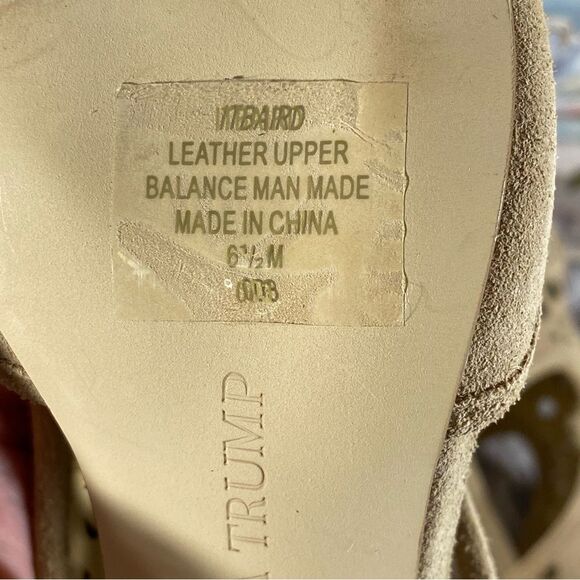 ITBAIRD
LEATHER UPPER
BALANCE MAN MADE
MADE IN CHINA
6½ M
A TRUMP